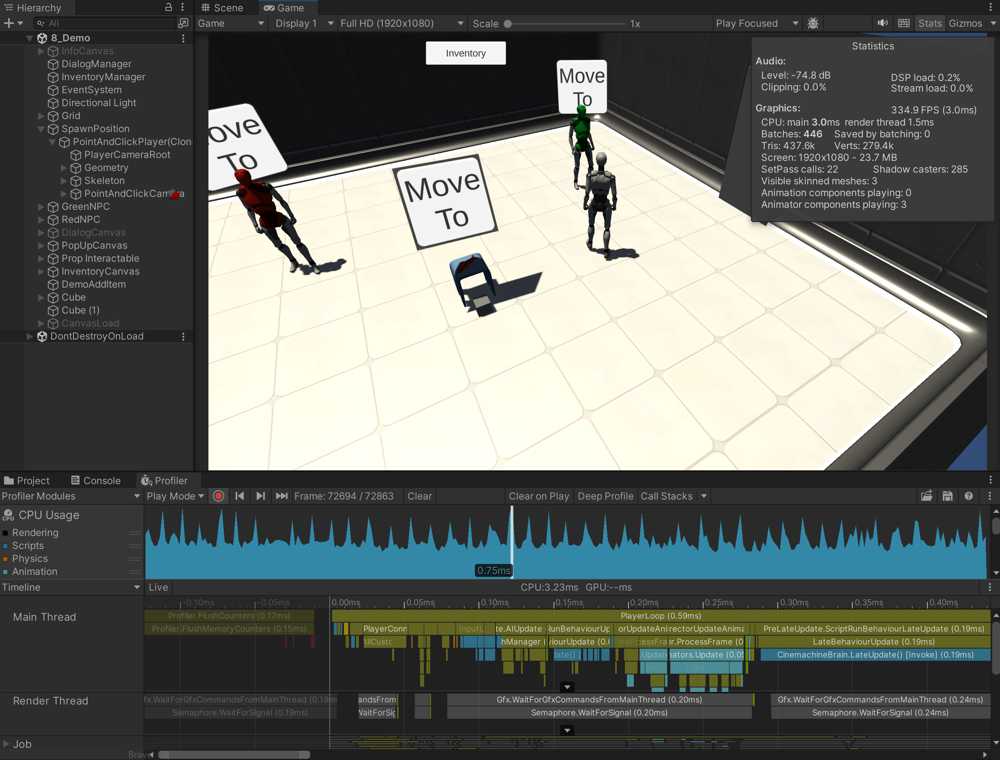 Hierarchy
All
8_Demo
InfoCanvas
DialogManager
InventoryManager
EventSystem
Directional Light
Grid
SpawnPosition
PointAndClickPlayer(Clon
PlayerCameraRoot
Geometry
Skeleton
PointAndClickCamera
GreenNPC
RedNPC
DialogCanvas
PopUpCanvas
Prop Interactable
InventoryCanvas
DemoAddItem
Cube
Cube (1)
CanvasLoad
DontDestroyOnLoad
Scene Game
Game Display 1 Full HD (1920x1080) Scale 1x Play Focused Stats Gizmos
Inventory
Move
To
ove
To
Move
To
Statistics
Audio:
Level: -74.8 dB DSP load: 0.2%
Clipping: 0.0% Stream load: 0.0%
Graphics: 334.9 FPS (3.0ms)
CPU: main 3.0ms render thread 1.5ms
Batches: 446 Saved by batching: 0
Tris: 437.6k Verts: 279.4k
Screen: 1920x1080 - 23.7 MB
SetPass calls: 22 Shadow casters: 285
Visible skinned meshes: 3
Animation components playing: 0
Animator components playing: 3
Project Console Profiler
Profiler Modules Play Mode Frame: 72694 / 72863 Clear Clear on Play Deep Profile Call Stacks
CPU CPU Usage
Rendering
Scripts
Physics
Animation
0.75ms
Timeline Live CPU:3.23ms GPU:--ms
-0.10ms -0.05ms 0.00ms 0.05ms 0.10ms 0.15ms 0.20ms 0.25ms 0.30ms 0.35ms 0.40ms
Main Thread
Profiler.FlushCounters (0.17ms) PlayerLoop (0.59ms)
Profiler.FlushMemoryCounters (0.15ms) PlayerConn InputU te.AIUpdate RunBehaviourUp orUpdateAni rectorUpdateAnima PreLateUpdate.ScriptRunBehaviourLateUpdate (0.19ms)
AllCusto hManager ( viourUpdate (0.0 cessFra or.ProcessFrame (0 LateBehaviourUpdate (0.19ms)
date() [ .Update nators.Update (0.05 CinemachineBrain.LateUpdate() [Invoke] (0.19ms)
Render Thread
fx.WaitForGfxCommandsFromMainThread (0.19ms andsFrom Gfx.WaitForGfxCommandsFromMainThread (0.20ms) Gfx.WaitForGfxCommandsFromMainThread (0.24ms)
Semaphore.WaitForSignal (0.19ms) WaitForSig Semaphore.WaitForSignal (0.20ms) Semaphore.WaitForSignal (0.24ms)
Job
Brave